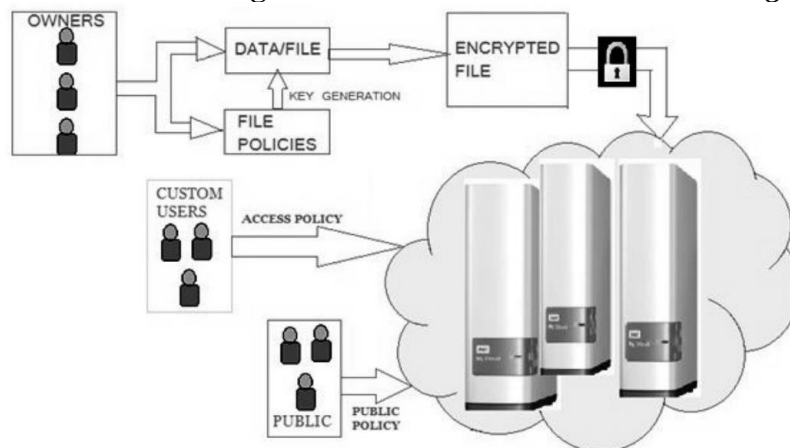 OWNERS
DATA/FILE
ENCRYPTED
FILE
KEY GENERATION
FILE
POLICIES
CUSTOM
USERS
ACCESS POLICY
PUBLIC
PUBLIC
POLICY